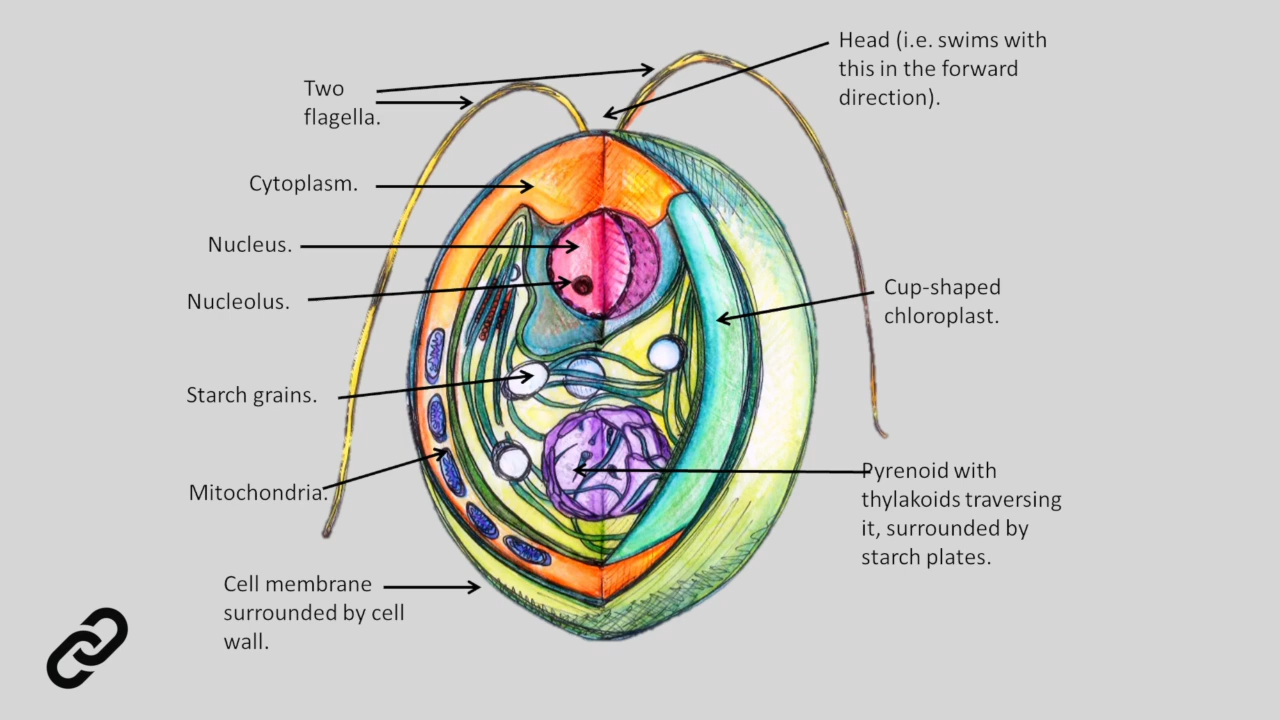 Head (i.e. swims with
this in the forward
direction).
Two
flagella.
Cytoplasm.
Nucleus.
Nucleolus.
Cup-shaped
chloroplast.
Starch grains.
Mitochondria.
Pyrenoid with
thylakoids traversing
it, surrounded by
starch plates.
Cell membrane
surrounded by cell
wall.